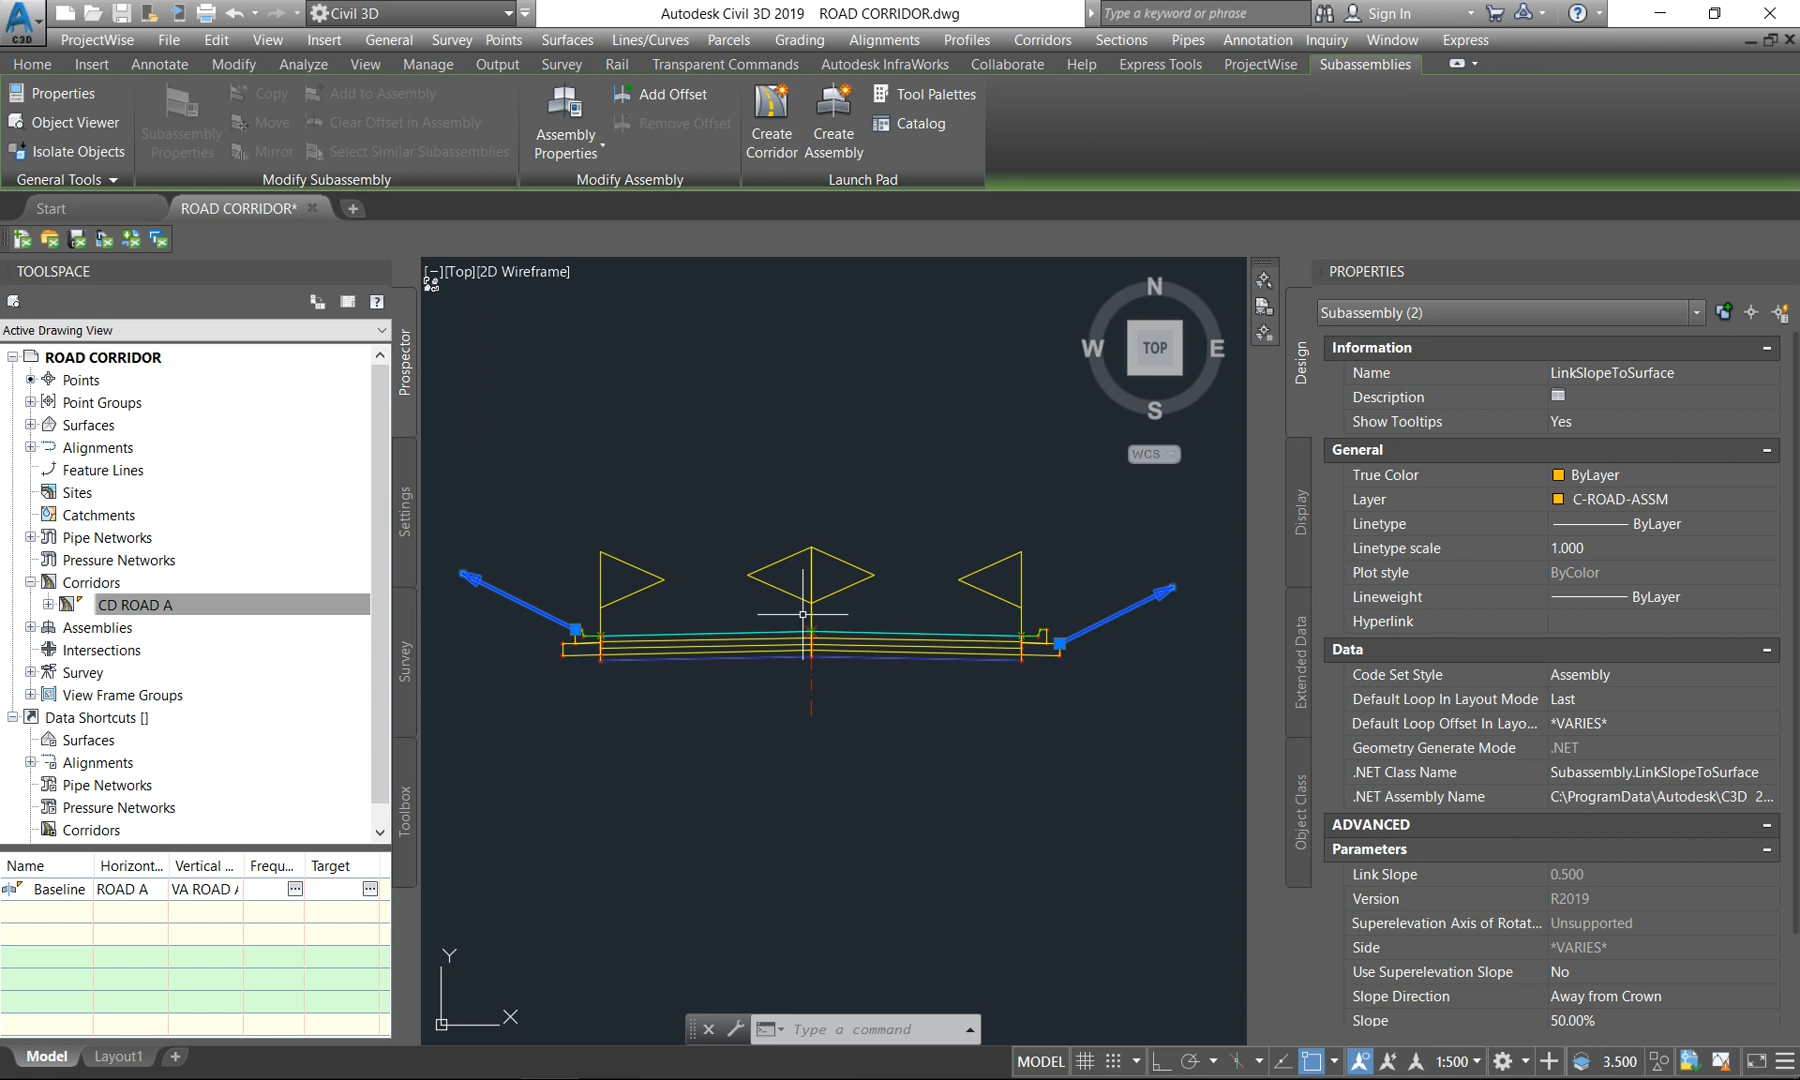 Civil 3D
Autodesk Civil 3D 2019 ROAD CORRIDOR.dwg
Type a keyword or phrase
Sign In
C3D
ProjectWise File Edit View Insert General Survey Points Surfaces Lines/Curves Parcels Grading Alignments Profiles Corridors Sections Pipes Annotation Inquiry Window Express
Home Insert Annotate Modify Analyze View Manage Output Survey Rail Transparent Commands Autodesk InfraWorks Collaborate Help Express Tools ProjectWise Subassemblies
Properties
Object Viewer
Isolate Objects
General Tools
Subassembly
Properties
Copy
Move
Mirror
Add to Assembly
Clear Offset in Assembly
Select Similar Subassemblies
Modify Subassembly
Assembly
Properties
Add Offset
Remove Offset
Modify Assembly
Create
Corridor
Create
Assembly
Tool Palettes
Catalog
Launch Pad
Start
ROAD CORRIDOR*
TOOLSPACE
Active Drawing View
ROAD CORRIDOR
Points
Point Groups
Surfaces
Alignments
Feature Lines
Sites
Catchments
Pipe Networks
Pressure Networks
Corridors
CD ROAD A
Assemblies
Intersections
Survey
View Frame Groups
Data Shortcuts []
Surfaces
Alignments
Pipe Networks
Pressure Networks
Corridors
Prospector
Settings
Survey
Toolbox
Name Horizont... Vertical ... Frequ... Target
Baseline ROAD A VA ROAD
[−][Top][2D Wireframe]
N
W
TOP
E
S
WCS
Y
X
Type a command
PROPERTIES
Design
Display
Extended Data
Object Class
Subassembly (2)
Information
Name LinkSlopeToSurface
Description
Show Tooltips Yes
General
True Color ByLayer
Layer C-ROAD-ASSM
Linetype ByLayer
Linetype scale 1.000
Plot style ByColor
Lineweight ByLayer
Hyperlink
Data
Code Set Style Assembly
Default Loop In Layout Mode Last
Default Loop Offset In Layo... *VARIES*
Geometry Generate Mode .NET
.NET Class Name Subassembly.LinkSlopeToSurface
.NET Assembly Name C:\ProgramData\Autodesk\C3D 2...
ADVANCED
Parameters
Link Slope 0.500
Version R2019
Superelevation Axis of Rotat... Unsupported
Side *VARIES*
Use Superelevation Slope No
Slope Direction Away from Crown
Slope 50.00%
Model Layout1
MODEL 1:500 3.500